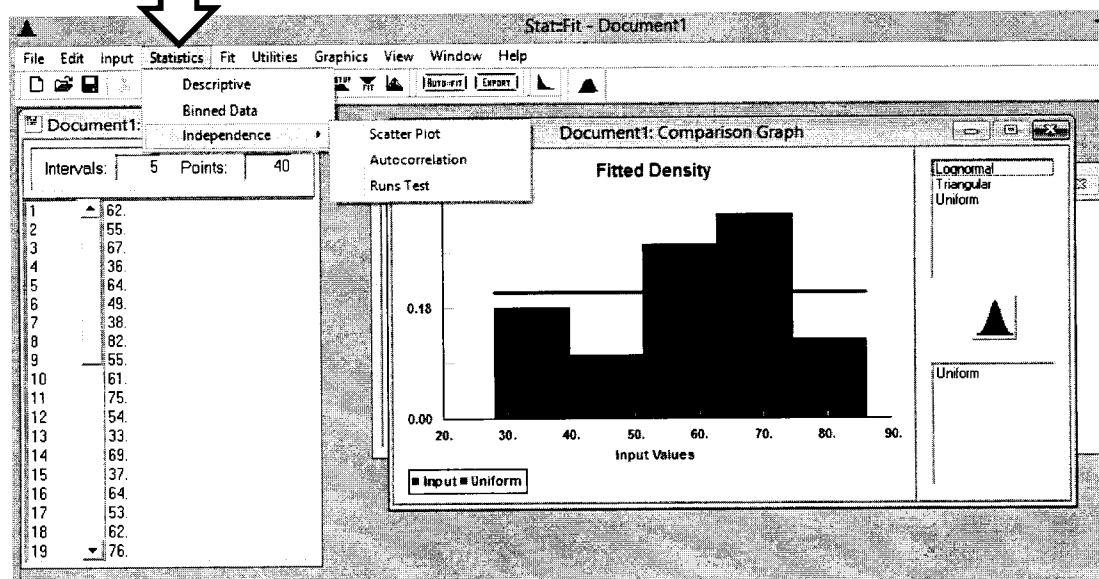 Stat::Fit - Document1
File Edit Input Statistics Fit Utilities Graphics View Window Help
FIT AUTO::FIT EXPORT
Descriptive
Binned Data
Independence
Scatter Plot
Autocorrelation
Runs Test
Document1:
Intervals: 5 Points: 40
1 62.
2 55.
3 67.
4 36.
5 64.
6 49.
7 38.
8 82.
9 55.
10 61.
11 75.
12 54.
13 33.
14 69.
15 37.
16 64.
17 53.
18 62.
19 76.
Document1: Comparison Graph
Fitted Density
0.18
0.00
20. 30. 40. 50. 60. 70. 80. 90.
Input Values
Input Uniform
Lognormal
Triangular
Uniform
Uniform